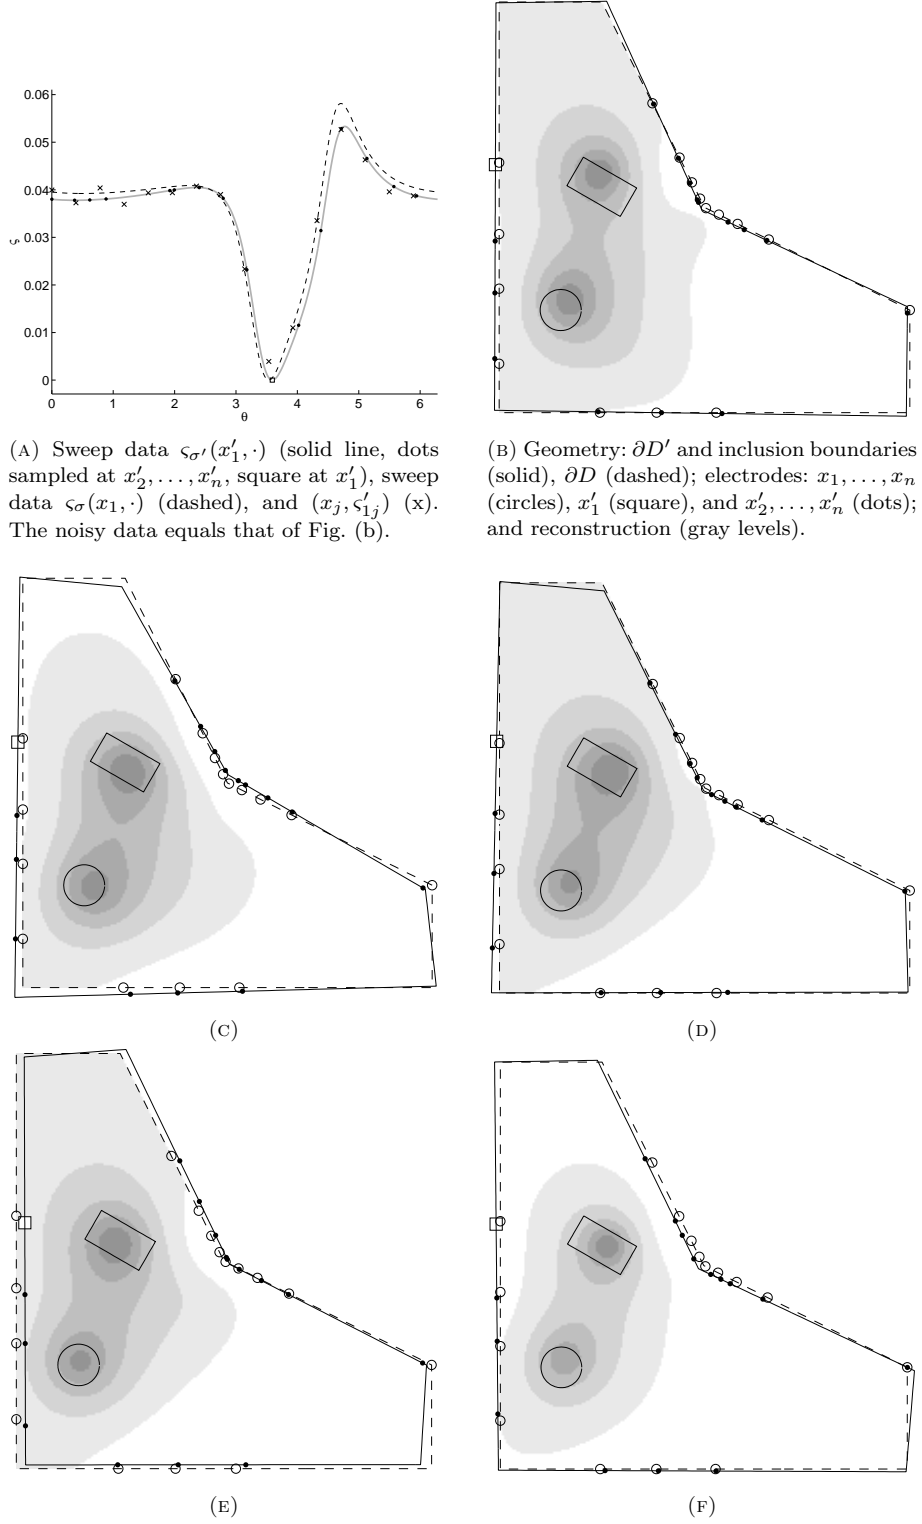 0.06
0.05
0.04
0.03
0.02
0.01
0
ς
0 1 2 3 4 5 6
θ
(A) Sweep data ς_{σ′}(x′_1, ·) (solid line, dots
sampled at x′_2, . . . , x′_n, square at x′_1), sweep
data ς_σ(x_1, ·) (dashed), and (x_j, ς′_{1j}) (x).
The noisy data equals that of Fig. (b).
(B) Geometry: ∂D′ and inclusion boundaries
(solid), ∂D (dashed); electrodes: x_1, . . . , x_n
(circles), x′_1 (square), and x′_2, . . . , x′_n (dots);
and reconstruction (gray levels).
(C)
(D)
(E)
(F)